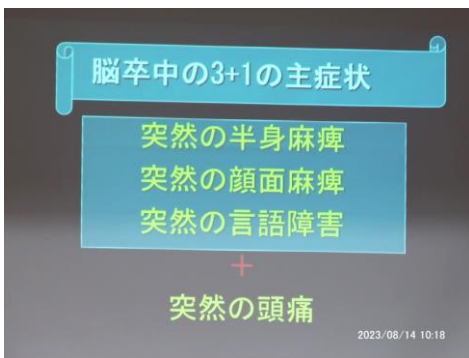 脳卒中の3+1の主症状
突然の半身麻痺
突然の顔面麻痺
突然の言語障害
+
突然の頭痛
2023/08/14 10:18